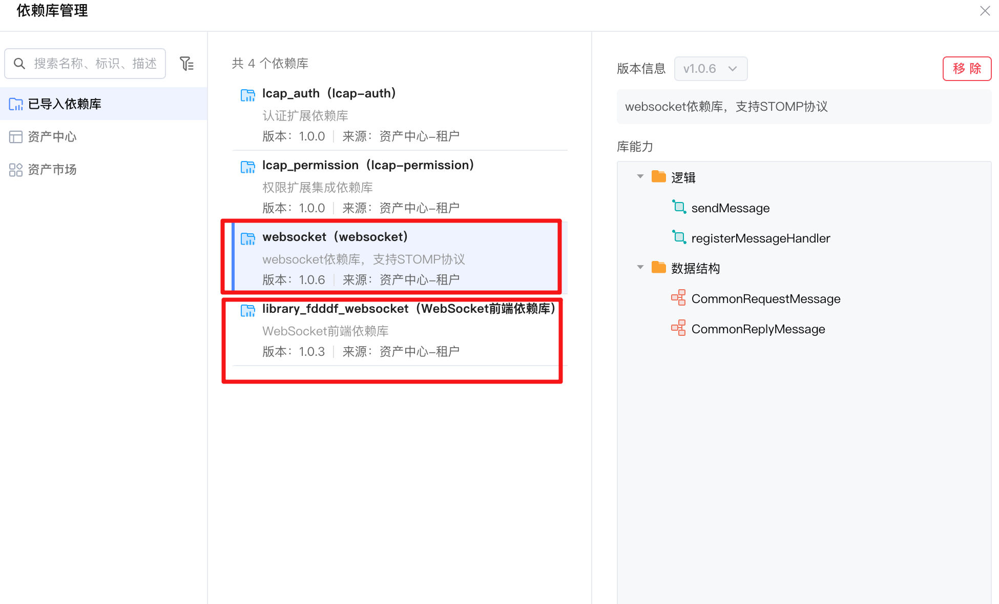 依赖库管理
搜索名称、标识、描述
已导入依赖库
资产中心
资产市场
共 4 个依赖库
lcap_auth（lcap-auth）
认证扩展依赖库
版本：1.0.0 | 来源：资产中心-租户
lcap_permission（lcap-permission）
权限扩展集成依赖库
版本：1.0.0 | 来源：资产中心-租户
websocket（websocket）
websocket依赖库，支持STOMP协议
版本：1.0.6 | 来源：资产中心-租户
library_fdddf_websocket（WebSocket前端依赖库）
WebSocket前端依赖库
版本：1.0.3 | 来源：资产中心-租户
版本信息 v1.0.6 移 除
websocket依赖库，支持STOMP协议
库能力
逻辑
sendMessage
registerMessageHandler
数据结构
CommonRequestMessage
CommonReplyMessage